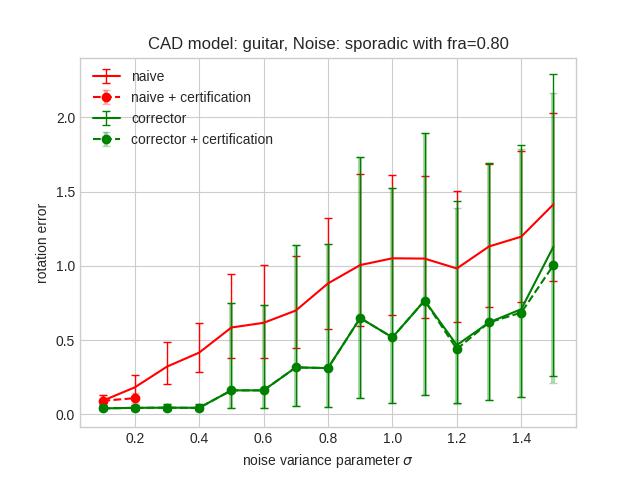 CAD model: guitar, Noise: sporadic with fra=0.80
naive
naive + certification
corrector
corrector + certification
rotation error
2.0
1.5
1.0
0.5
0.0
0.2 0.4 0.6 0.8 1.0 1.2 1.4
noise variance parameter σ